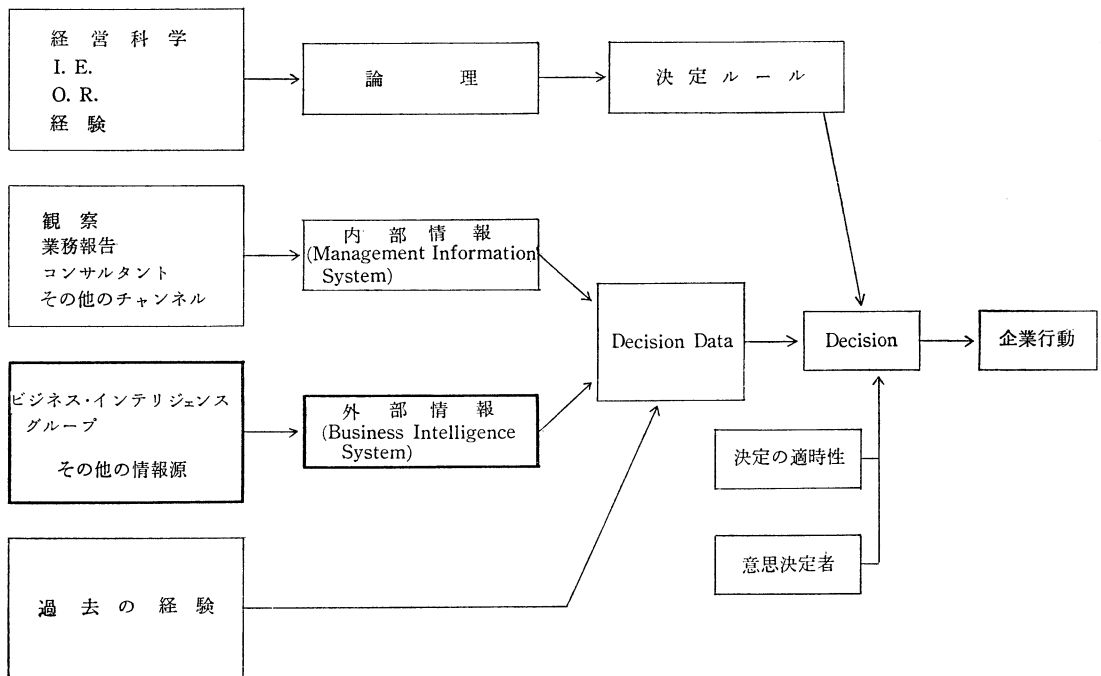 経営科学
I. E.
O. R.
経験
論理
決定ルール
観察
業務報告
コンサルタント
その他のチャンネル
内部情報
(Management Information
System)
Decision Data
Decision
企業行動
ビジネス・インテリジェンス
グループ
その他の情報源
外部情報
(Business Intelligence
System)
決定の適時性
意思決定者
過去の経験